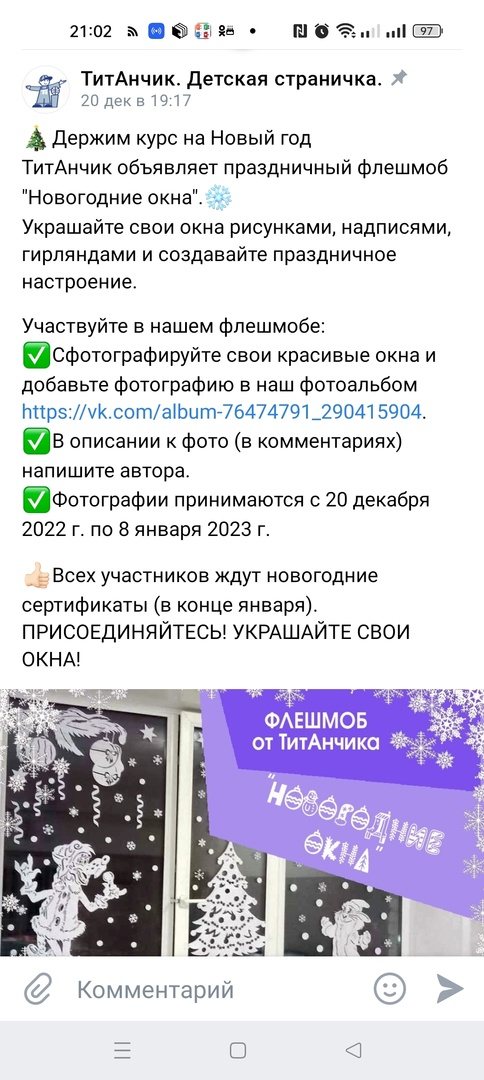 21:02
97
ТитАнчик. Детская страничка.
20 дек в 19:17
🎄Держим курс на Новый год
ТитАнчик объявляет праздничный флешмоб
"Новогодние окна".❄️
Украшайте свои окна рисунками, надписями,
гирляндами и создавайте праздничное
настроение.
Участвуйте в нашем флешмобе:
✅Сфотографируйте свои красивые окна и
добавьте фотографию в наш фотоальбом
https://vk.com/album-76474791_290415904.
✅В описании к фото (в комментариях)
напишите автора.
✅Фотографии принимаются с 20 декабря
2022 г. по 8 января 2023 г.
👍🏻Всех участников ждут новогодние
сертификаты (в конце января).
ПРИСОЕДИНЯЙТЕСЬ! УКРАШАЙТЕ СВОИ
ОКНА!
ФЛЕШМОБ
от ТитАнчика
"НОВОГОДНИЕ
ОКНА"
Комментарий